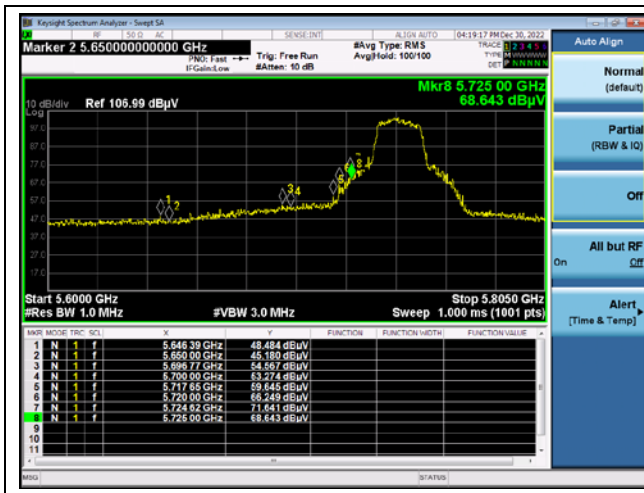 Keysight Spectrum Analyzer - Swept SA
RF 50 Ω AC SENSE:INT ALIGN AUTO 04:19:17 PM Dec 30, 2022
Marker 2 5.650000000000 GHz
#Avg Type: RMS
TRACE 1 2 3 4 5 6
PNO: Fast Trig: Free Run Avg|Hold: 100/100
TYPE M
IFGain:Low #Atten: 10 dB
DET P N N N N N
Auto Align
Mkr8 5.725 00 GHz
68.643 dBµV
10 dB/div Ref 106.99 dBµV
Log
97.0
87.0
77.0
67.0
57.0
47.0
37.0
27.0
17.0
1
2
3
4
5
6
7
8
Start 5.6000 GHz
Stop 5.8050 GHz
#Res BW 1.0 MHz
#VBW 3.0 MHz
Sweep 1.000 ms (1001 pts)
MKR MODE TRC SCL X Y FUNCTION FUNCTION WIDTH FUNCTION VALUE
1 N 1 f 5.646 39 GHz 48.484 dBµV
2 N 1 f 5.650 00 GHz 45.180 dBµV
3 N 1 f 5.696 77 GHz 54.567 dBµV
4 N 1 f 5.700 00 GHz 53.274 dBµV
5 N 1 f 5.717 65 GHz 59.645 dBµV
6 N 1 f 5.720 00 GHz 66.249 dBµV
7 N 1 f 5.724 62 GHz 71.641 dBµV
8 N 1 f 5.725 00 GHz 68.643 dBµV
9
10
11
MSG
STATUS
Normal
(default)
Partial
(RBW & IQ)
Off
All but RF
On Off
Alert
[Time & Temp]